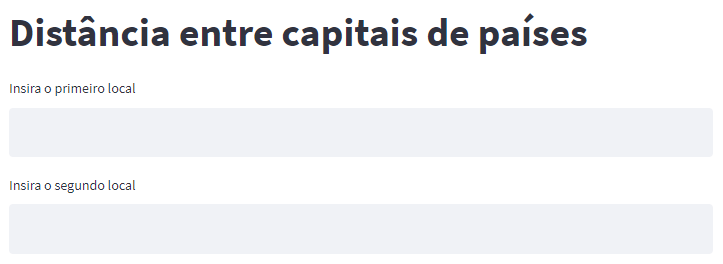 Distância entre capitais de países
Insira o primeiro local
Insira o segundo local